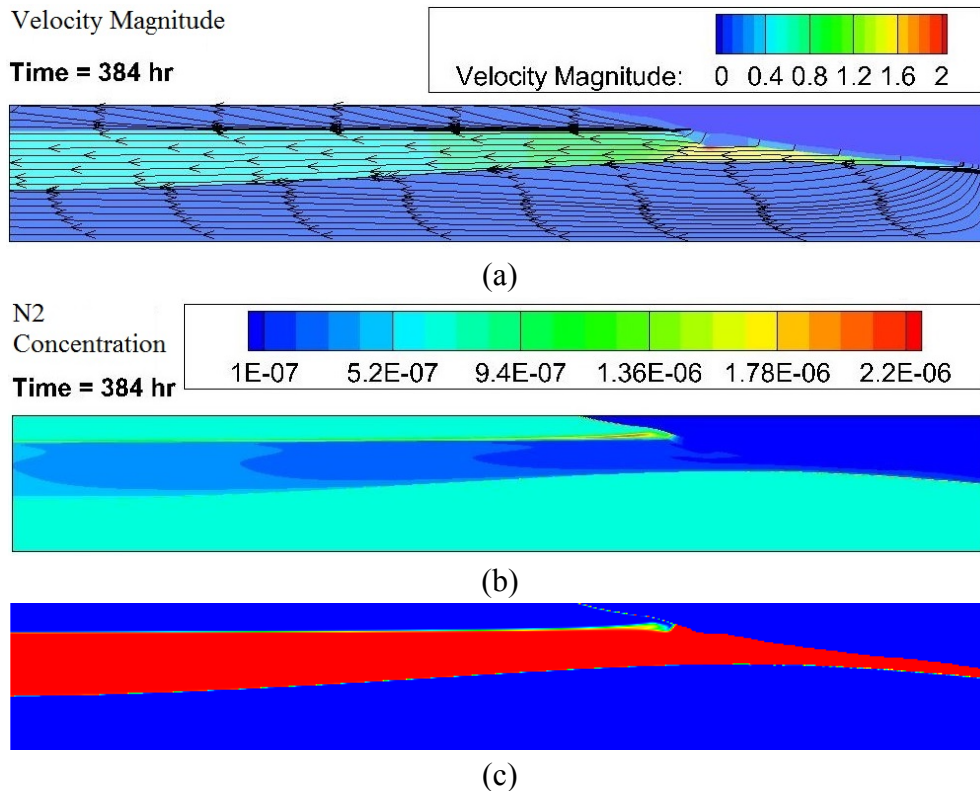 Velocity Magnitude
Time = 384 hr
Velocity Magnitude: 0 0.4 0.8 1.2 1.6 2
(a)
N2
Concentration
1E-07 5.2E-07 9.4E-07 1.36E-06 1.78E-06 2.2E-06
Time = 384 hr
(b)
(c)